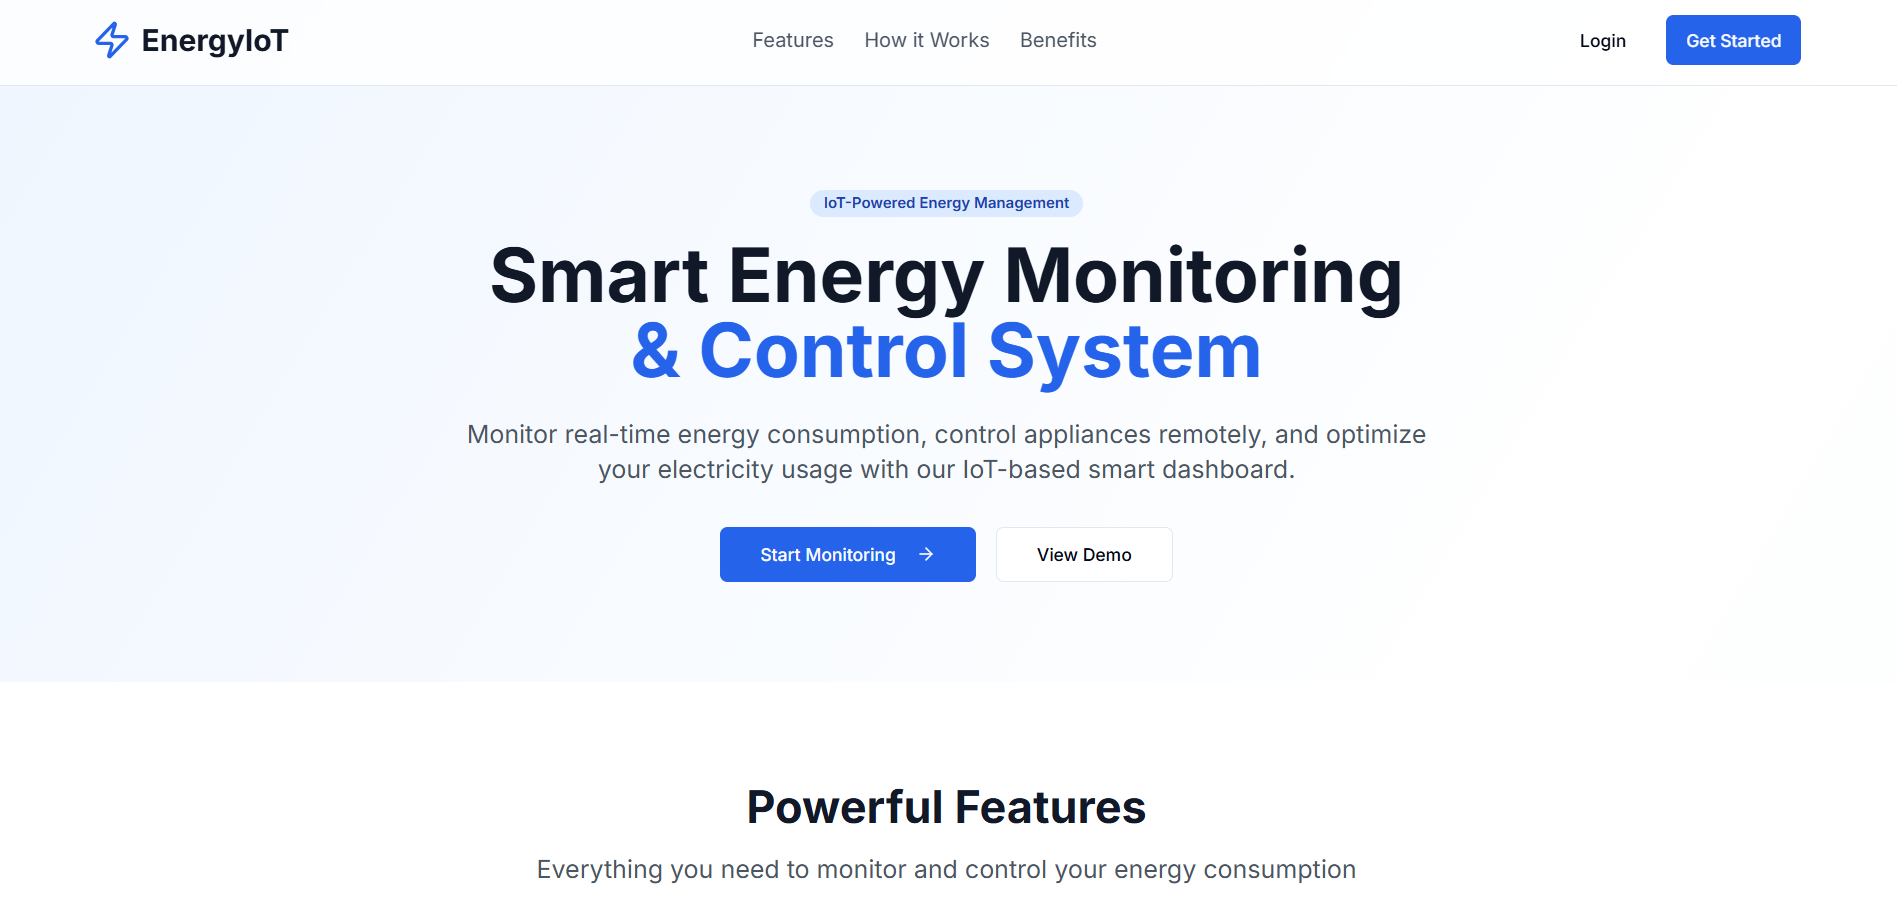 EnergyIoT
Features
How it Works
Benefits
Login
Get Started
IoT-Powered Energy Management
Smart Energy Monitoring
& Control System
Monitor real-time energy consumption, control appliances remotely, and optimize
your electricity usage with our IoT-based smart dashboard.
Start Monitoring
View Demo
Powerful Features
Everything you need to monitor and control your energy consumption